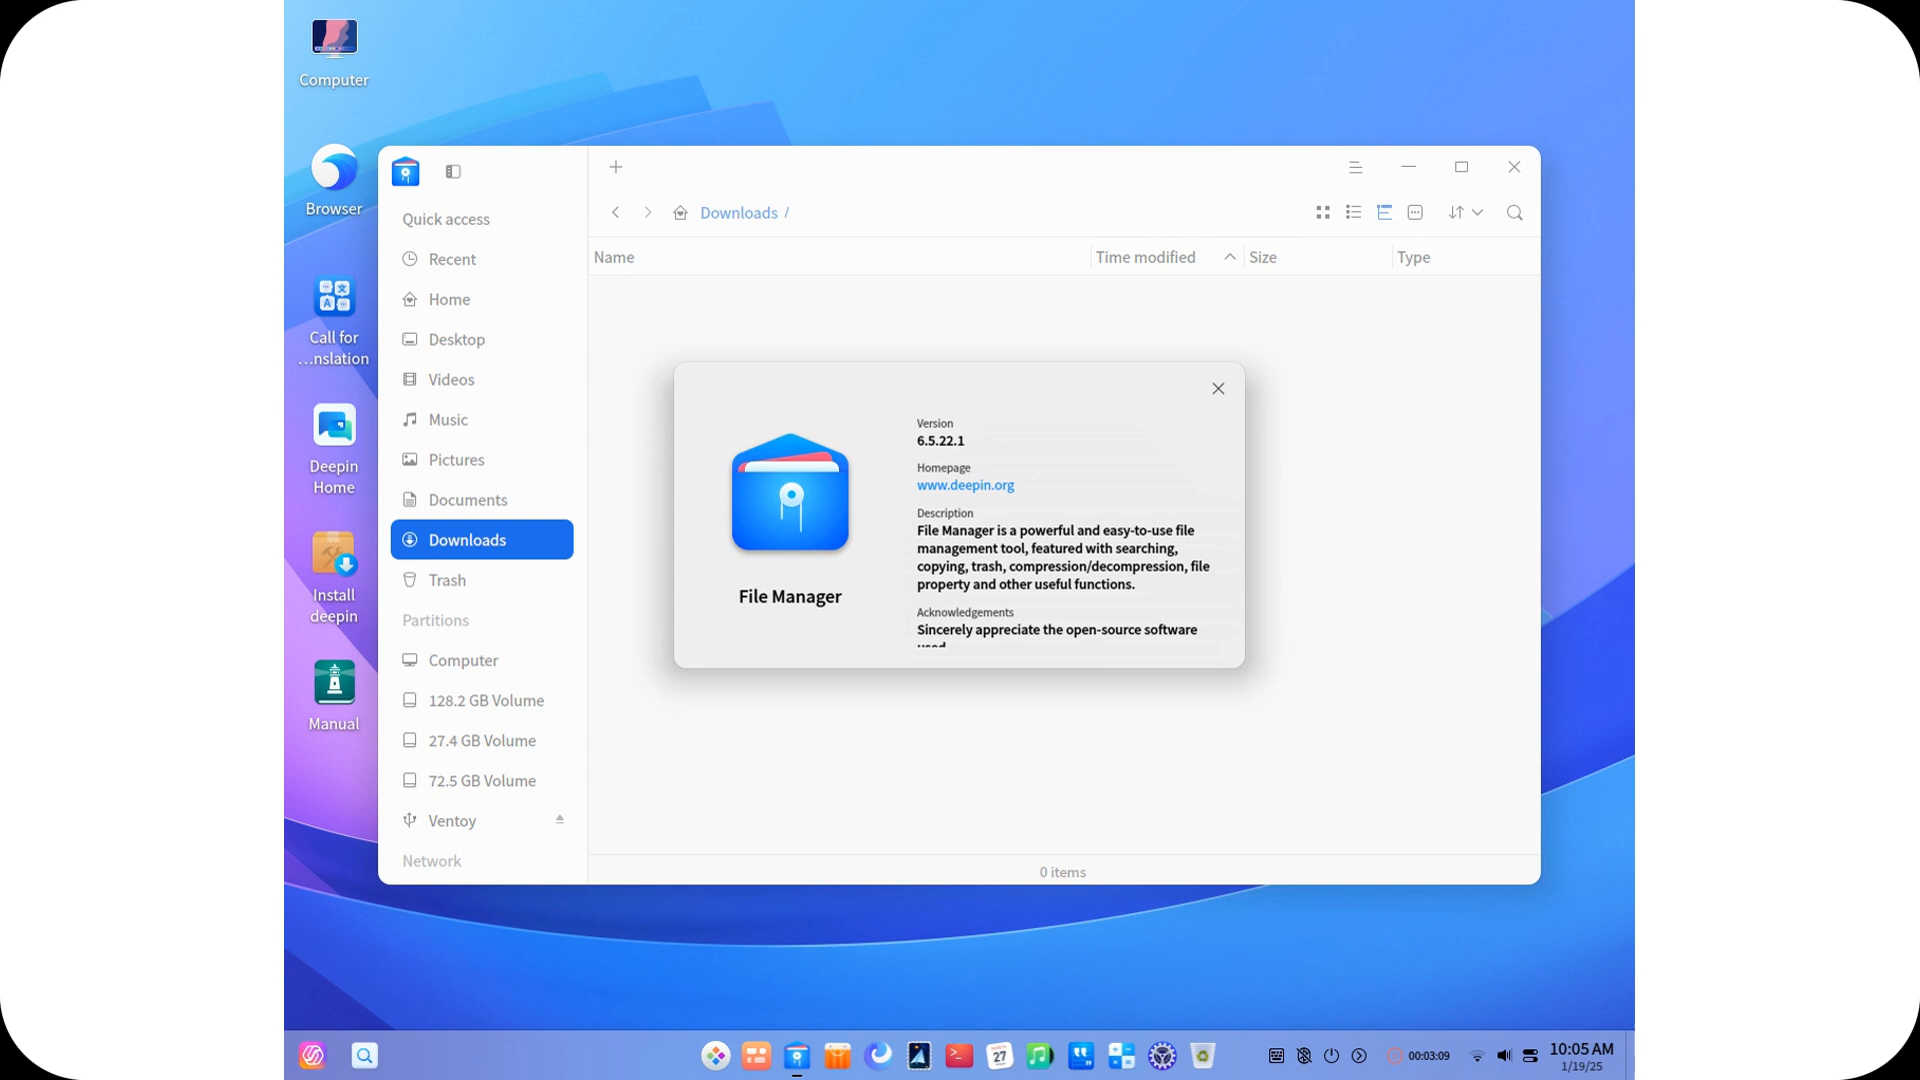 Computer
Browser
Call for
...nslation
Deepin
Home
Install
deepin
Manual
Quick access
Recent
Home
Desktop
Videos
Music
Pictures
Documents
Downloads
Trash
Partitions
Computer
128.2 GB Volume
27.4 GB Volume
72.5 GB Volume
Ventoy
Network
Downloads /
Name
Time modified
Size
Type
File Manager
Version
6.5.22.1
Homepage
www.deepin.org
Description
File Manager is a powerful and easy-to-use file
management tool, featured with searching,
copying, trash, compression/decompression, file
property and other useful functions.
Acknowledgements
Sincerely appreciate the open-source software
0 items
27
00:03:09
10:05 AM
1/19/25